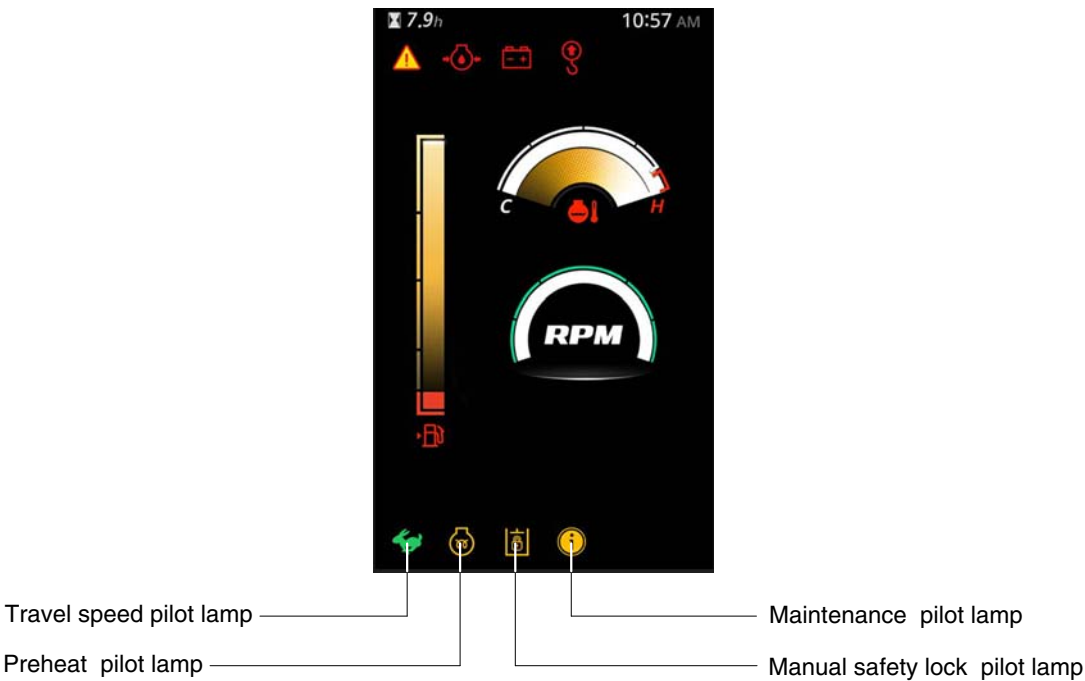 7.9h
10:57 AM
C
H
RPM
Travel speed pilot lamp
Maintenance pilot lamp
Preheat pilot lamp
Manual safety lock pilot lamp